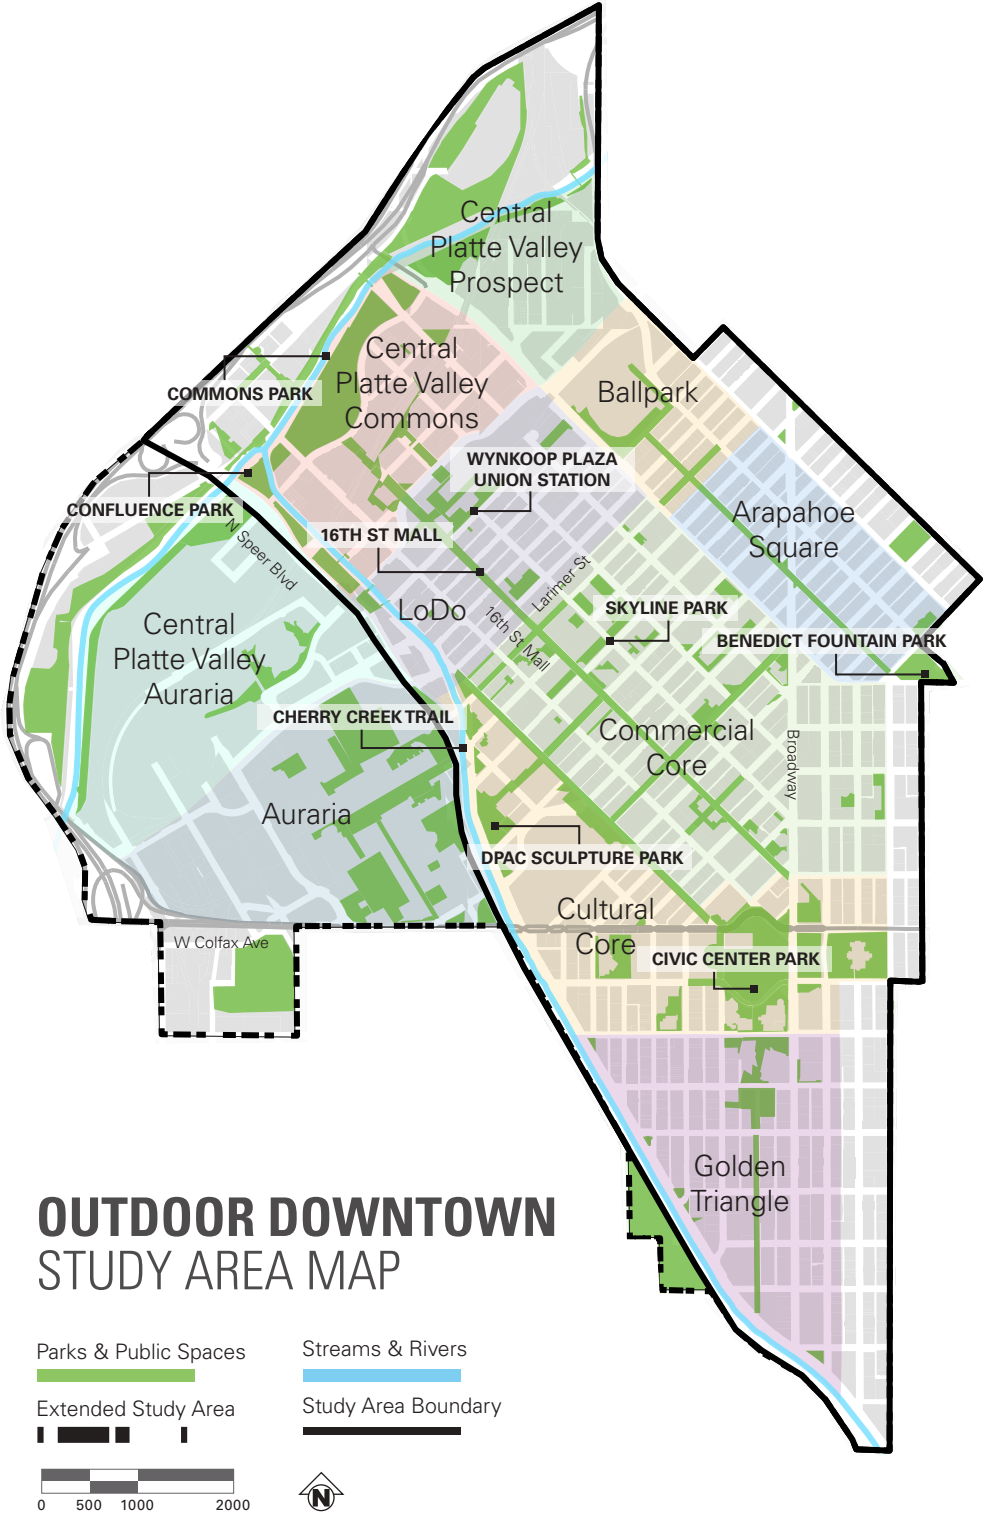 Central
Platte Valley
Prospect
Central
Platte Valley
Commons
COMMONS PARK
Ballpark
WYNKOOP PLAZA
UNION STATION
CONFLUENCE PARK
N Speer Blvd
16TH ST MALL
Arapahoe
Square
Larimer St
LoDo
16th St Mall
SKYLINE PARK
BENEDICT FOUNTAIN PARK
Central
Platte Valley
Auraria
CHERRY CREEK TRAIL
Commercial
Core
Broadway
Auraria
DPAC SCULPTURE PARK
Cultural
Core
W Colfax Ave
CIVIC CENTER PARK
Golden
Triangle
OUTDOOR DOWNTOWN
STUDY AREA MAP
Parks & Public Spaces
Streams & Rivers
Extended Study Area
Study Area Boundary
0 500 1000 2000
N